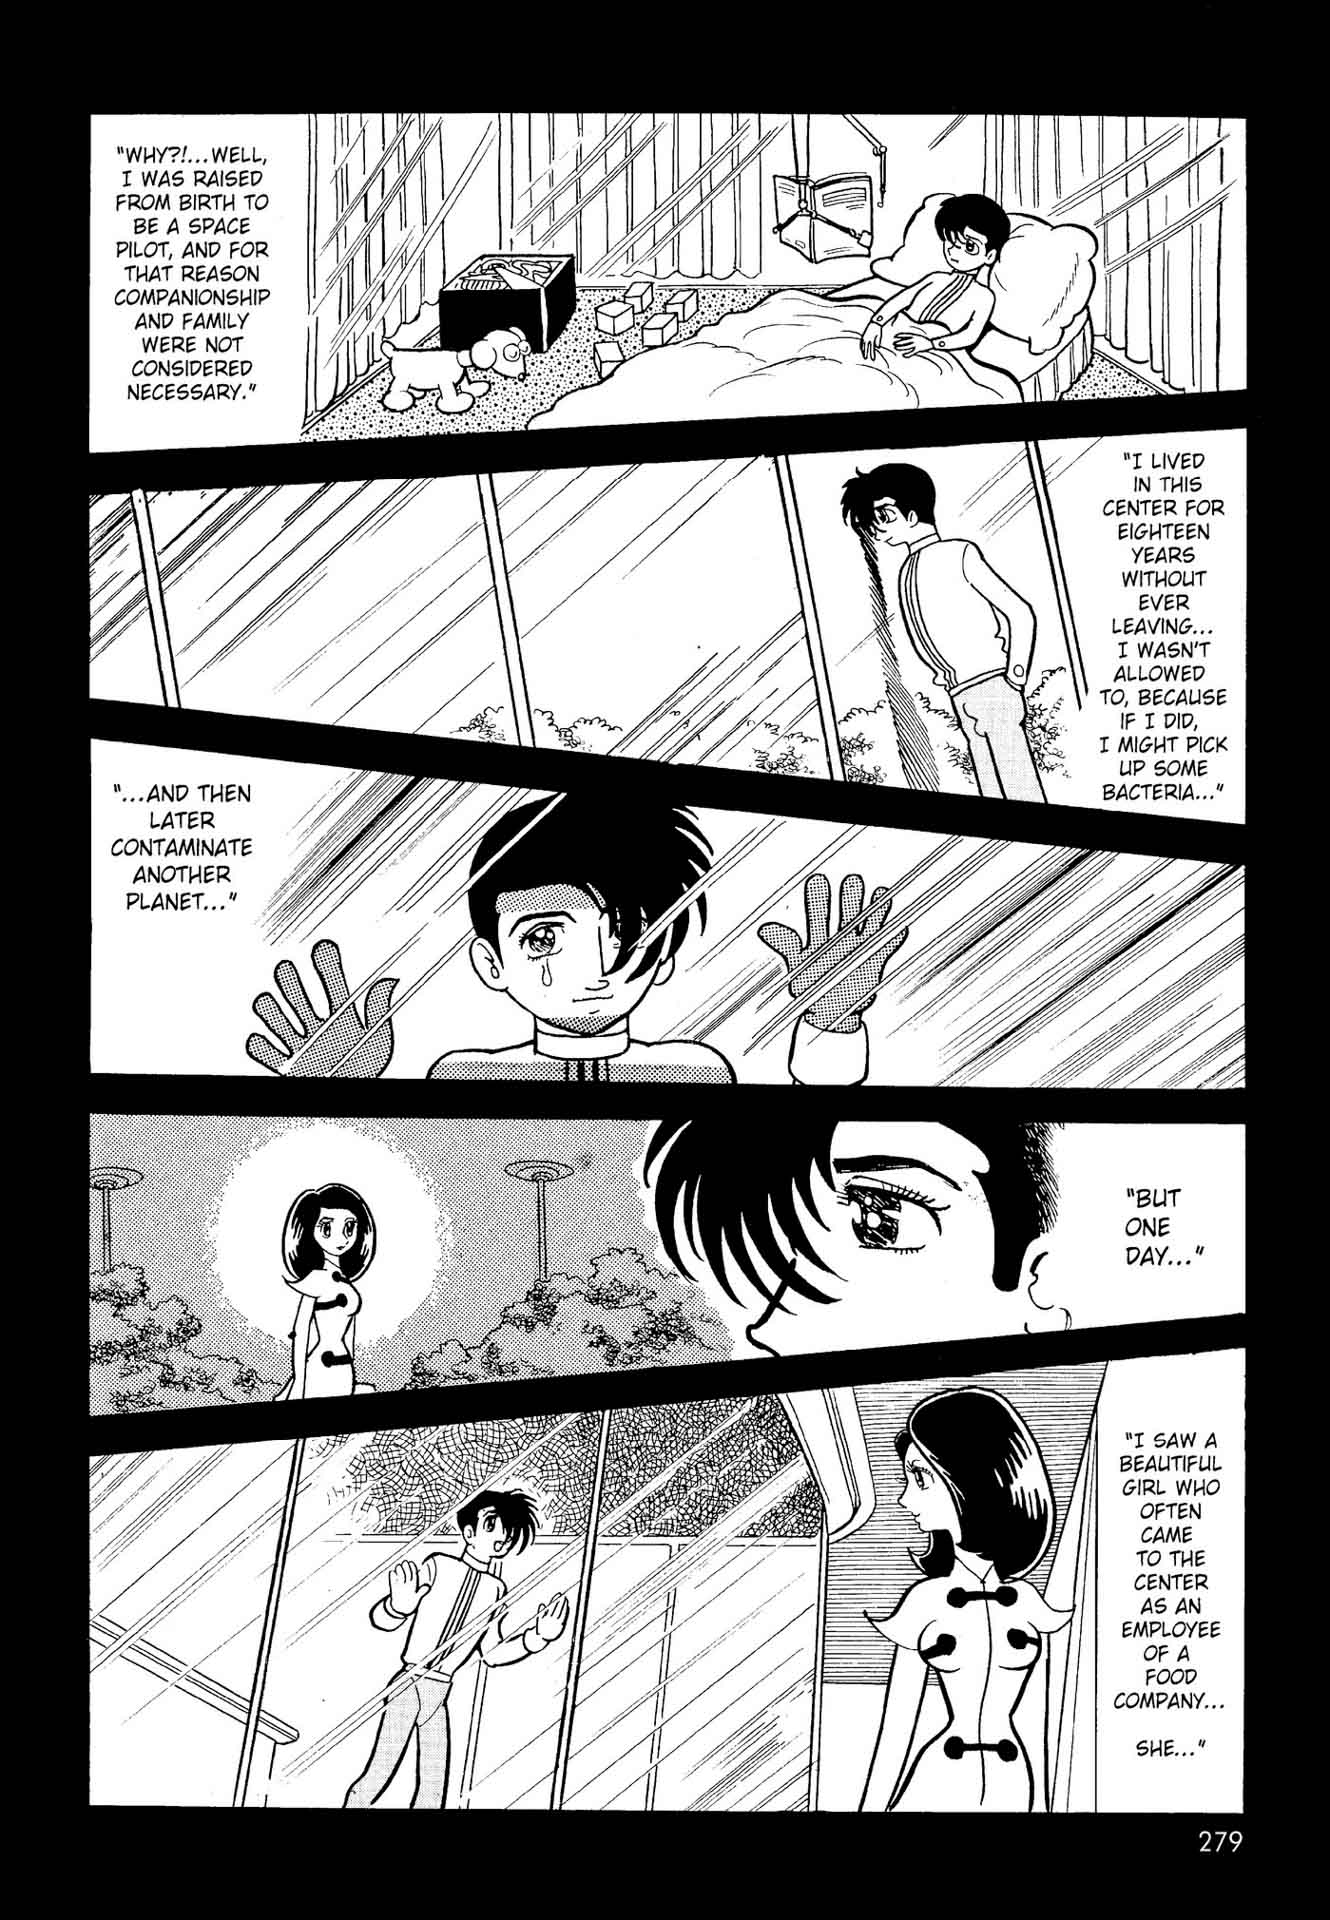 "WHY?!...WELL,
I WAS RAISED
FROM BIRTH TO
BE A SPACE
PILOT, AND FOR
THAT REASON
COMPANIONSHIP
AND FAMILY
WERE NOT
CONSIDERED
NECESSARY."
"I LIVED
IN THIS
CENTER FOR
EIGHTEEN
YEARS
WITHOUT
EVER
LEAVING...
I WASN'T
ALLOWED
TO, BECAUSE
IF I DID,
I MIGHT PICK
UP SOME
BACTERIA..."
"...AND THEN
LATER
CONTAMINATE
ANOTHER
PLANET..."
"BUT
ONE
DAY..."
"I SAW A
BEAUTIFUL
GIRL WHO
OFTEN
CAME
TO THE
CENTER
AS AN
EMPLOYEE
OF A
FOOD
COMPANY...
SHE..."
279